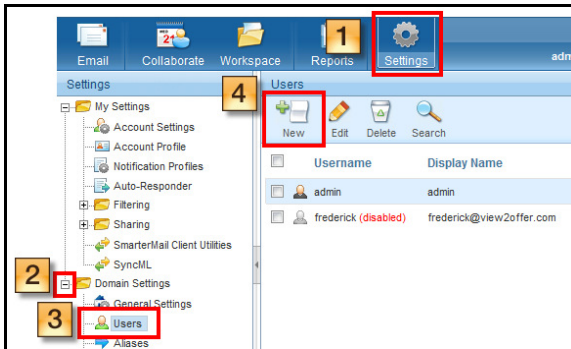 1
Email Collaborate Workspace Reports Settings
Settings
4
Users
My Settings
Account Settings
Account Profile
Notification Profiles
Auto-Responder
Filtering
Sharing
SmarterMail Client Utilities
SyncML
2
Domain Settings
General Settings
3
Users
Aliases
New Edit Delete Search
Username Display Name
admin admin
frederick (disabled) frederick@view2offer.com